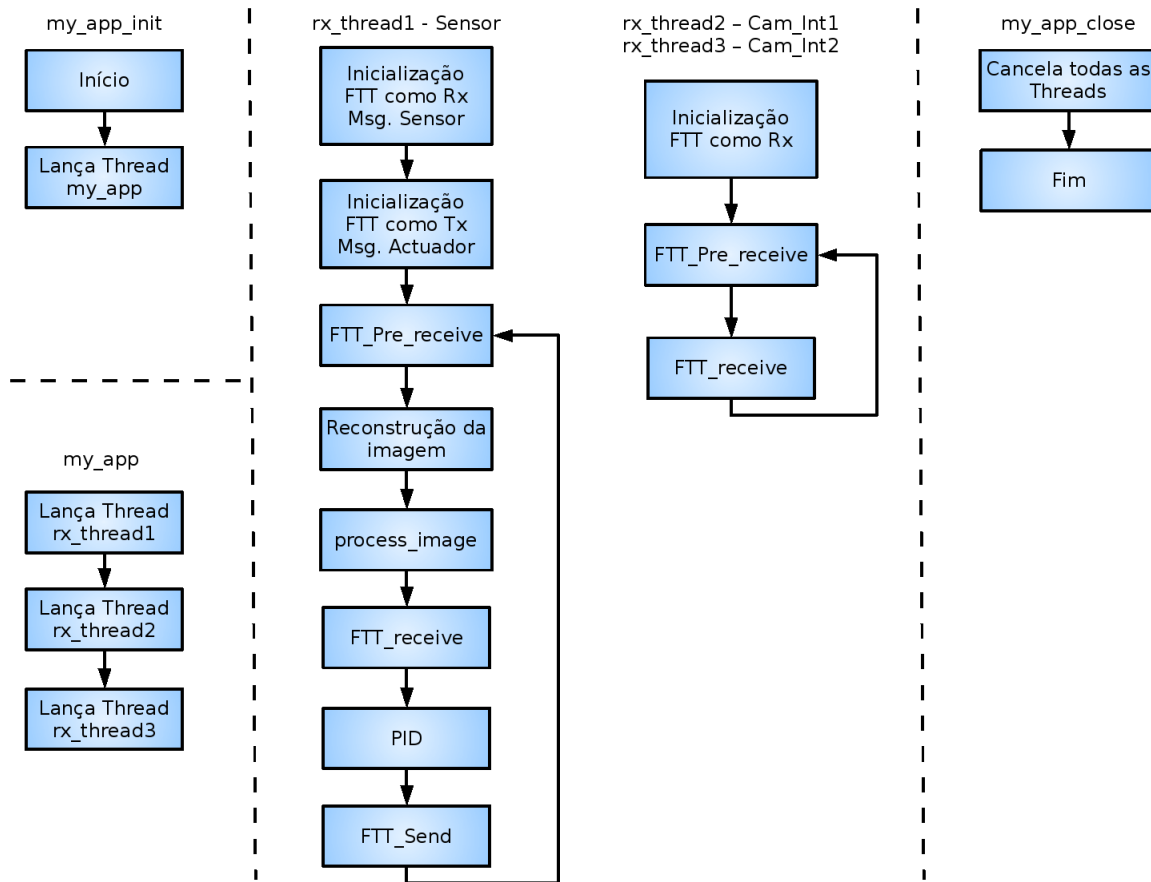 my_app_init
Início
Lança Thread
my_app
my_app
Lança Thread
rx_thread1
Lança Thread
rx_thread2
Lança Thread
rx_thread3
rx_thread1 - Sensor
Inicialização
FTT como Rx
Msg. Sensor
Inicialização
FTT como Tx
Msg. Actuador
FTT_Pre_receive
Reconstrução da
imagem
process_image
FTT_receive
PID
FTT_Send
rx_thread2 – Cam_Int1
rx_thread3 – Cam_Int2
Inicialização
FTT como Rx
FTT_Pre_receive
FTT_receive
my_app_close
Cancela todas as
Threads
Fim